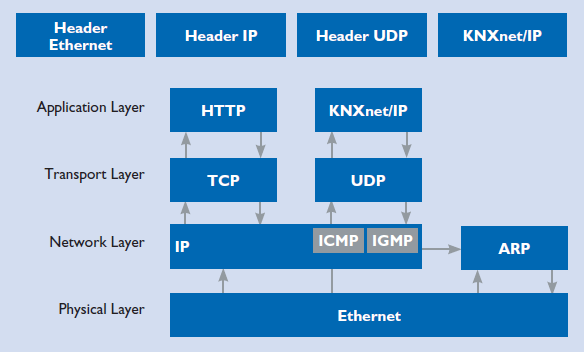 Header
Ethernet
Header IP
Header UDP
KNXnet/IP
Application Layer
HTTP
KNXnet/IP
Transport Layer
TCP
UDP
Network Layer
IP
ICMP
IGMP
ARP
Physical Layer
Ethernet